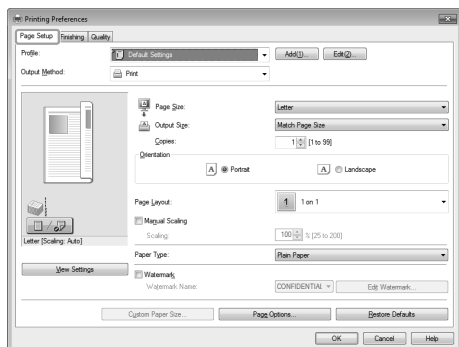 Printing Preferences
Page Setup Finishing Quality
Profile: Default Settings Add(1)... Edit(2)...
Output Method: Print
Page Size: Letter
Output Size: Match Page Size
Copies: 1 [1 to 99]
Orientation
A Portrait A Landscape
Page Layout: 1 1 on 1
Manual Scaling
Scaling: 100 % [25 to 200]
Letter [Scaling: Auto]
Paper Type: Plain Paper
View Settings
Watermark
Watermark Name: CONFIDENTIAL Edit Watermark...
Custom Paper Size... Page Options... Restore Defaults
OK Cancel Help